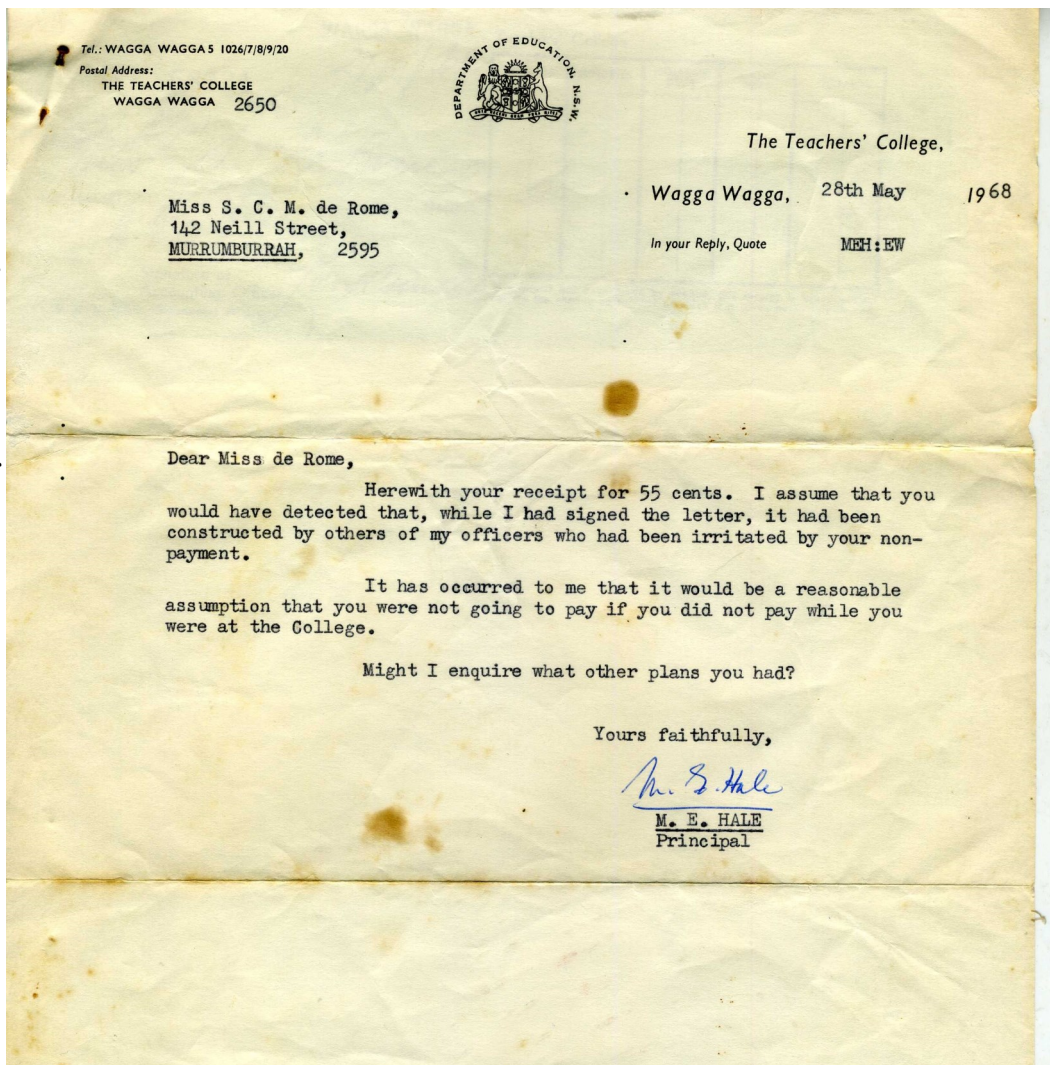 Tel.: WAGGA WAGGA 5 1026/7/8/9/20
Postal Address:
THE TEACHERS' COLLEGE
WAGGA WAGGA 2650
DEPARTMENT OF EDUCATION, N.S.W.
The Teachers' College,
Wagga Wagga, 28th May 1968
In your Reply, Quote MEH:EW
Miss S. C. M. de Rome,
142 Neill Street,
MURRUMBURRAH, 2595
Dear Miss de Rome,
Herewith your receipt for 55 cents. I assume that you
would have detected that, while I had signed the letter, it had been
constructed by others of my officers who had been irritated by your non-
payment.
It has occurred to me that it would be a reasonable
assumption that you were not going to pay if you did not pay while you
were at the College.
Might I enquire what other plans you had?
Yours faithfully,
M. E. Hale
M. E. HALE
Principal